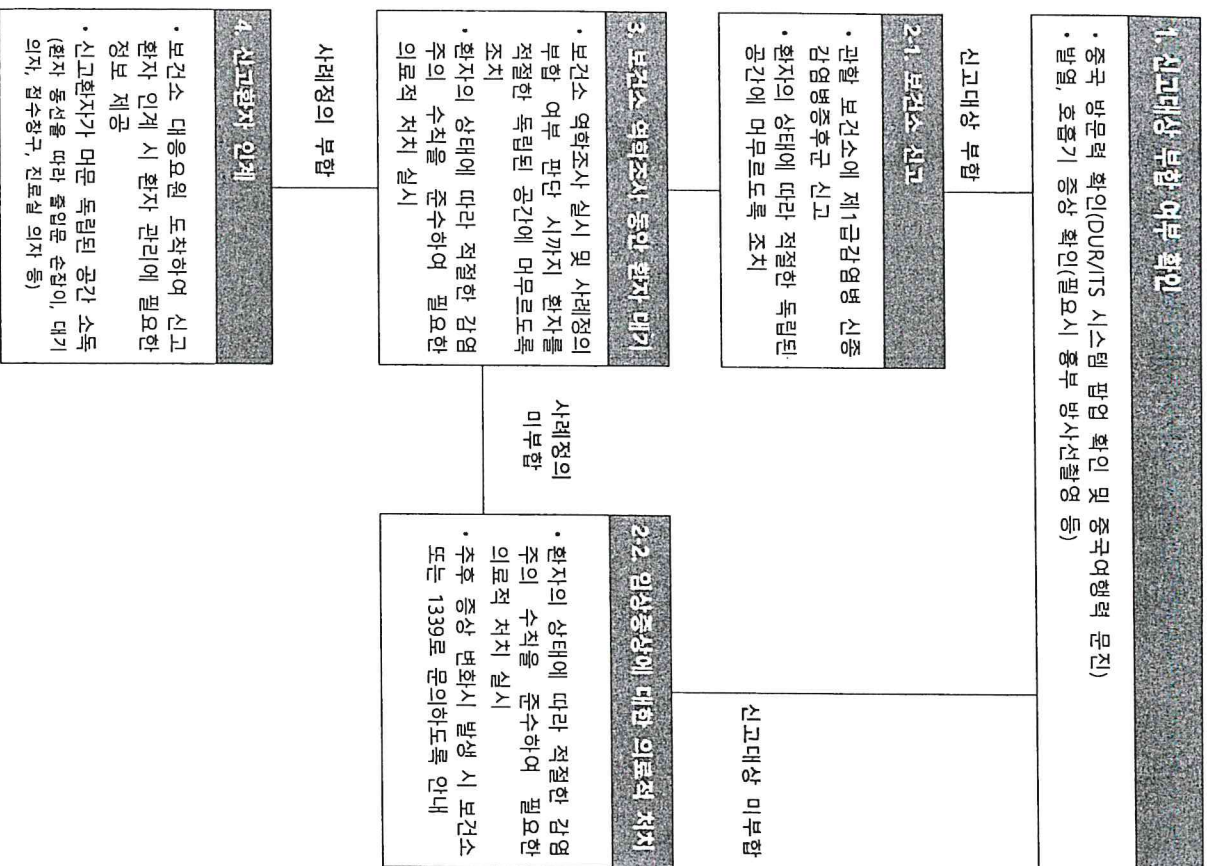 1. 신고대상 부합 여부 확인
• 중국 방문력 확인(DUR/ITS 시스템 팝업 확인 및 중국여행력 문진)
• 발열, 호흡기 증상 확인(필요시 흉부 방사선촬영 등)
신고대상 부합
신고대상 미부합
2-1. 보건소 신고
• 관할 보건소에 제1급감염병 신종
감염병증후군 신고
• 환자의 상태에 따라 적절한 독립된
공간에 머무르도록 조치
2-2. 임상증상에 대한 의료적 처치
• 환자의 상태에 따라 적절한 감염
주의 수칙을 준수하여 필요한
의료적 처치 실시
• 추후 증상 변화시 발생 시 보건소
또는 1339로 문의하도록 안내
3. 보건소 역학조사 동안 환자 대기
• 보건소 역학조사 실시 및 사례정의
부합 여부 판단 시까지 환자를
적절한 독립된 공간에 머무르도록
조치
• 환자의 상태에 따라 적절한 감염
주의 수칙을 준수하여 필요한
의료적 처치 실시
사례정의
미부합
사례정의 부합
4. 신고환자 인계
• 보건소 대응요원 도착하여 신고
환자 인계 시 환자 관리에 필요한
정보 제공
• 신고환자가 머문 독립된 공간 소독
(환자 동선을 따라 출입문 손잡이, 대기
의자, 접수창구, 진료실 의자 등)